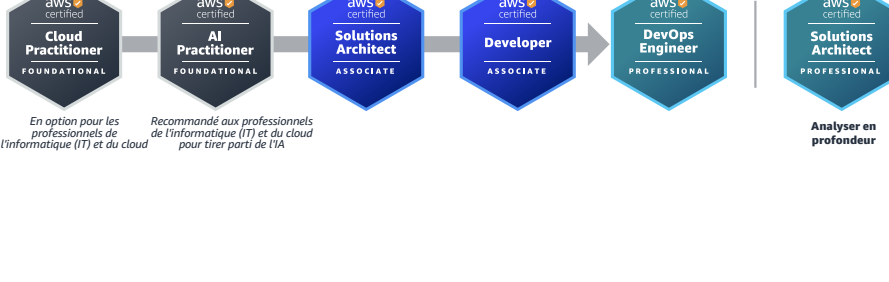 aws
certified
Cloud
Practitioner
FOUNDATIONAL
aws
certified
AI
Practitioner
FOUNDATIONAL
aws
certified
Solutions
Architect
ASSOCIATE
aws
certified
Developer
ASSOCIATE
aws
certified
DevOps
Engineer
PROFESSIONAL
aws
certified
Solutions
Architect
PROFESSIONAL
En option pour les
professionnels de
l'informatique (IT) et du cloud
Recommandé aux professionnels
de l'informatique (IT) et du cloud
pour tirer parti de l'IA
Analyser en
profondeur